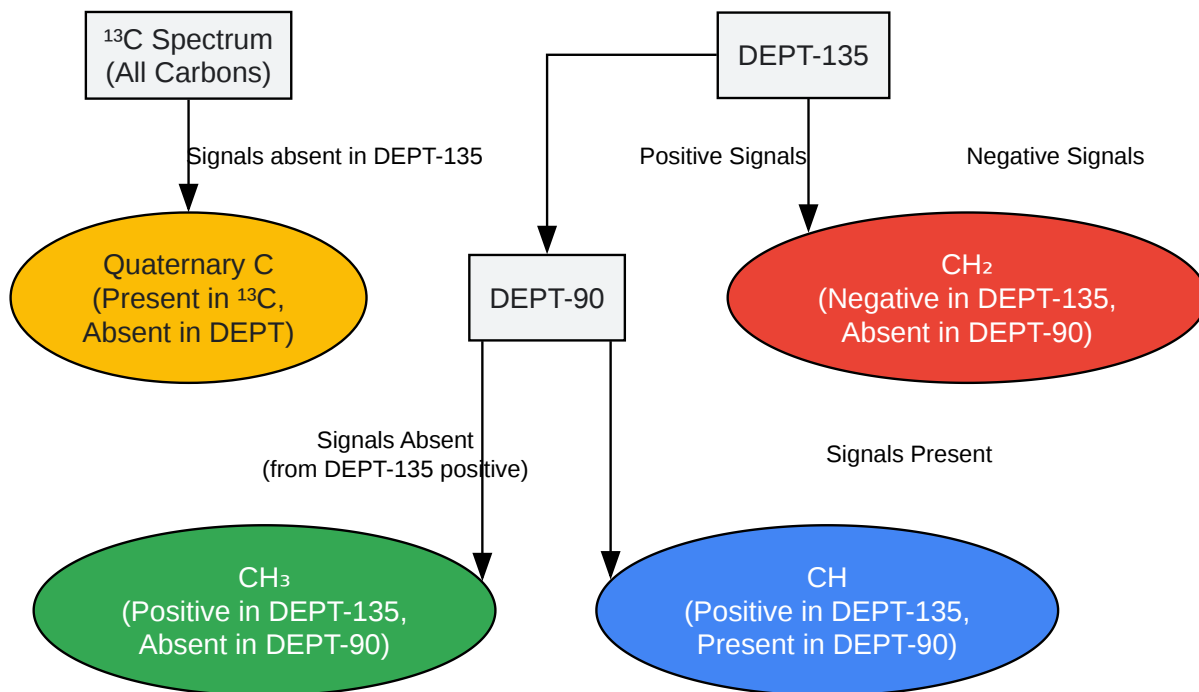 ¹³C Spectrum
(All Carbons)
DEPT-135
Signals absent in DEPT-135
Positive Signals
Negative Signals
Quaternary C
(Present in ¹³C,
Absent in DEPT)
DEPT-90
CH₂
(Negative in DEPT-135,
Absent in DEPT-90)
Signals Absent
(from DEPT-135 positive)
Signals Present
CH₃
(Positive in DEPT-135,
Absent in DEPT-90)
CH
(Positive in DEPT-135,
Present in DEPT-90)